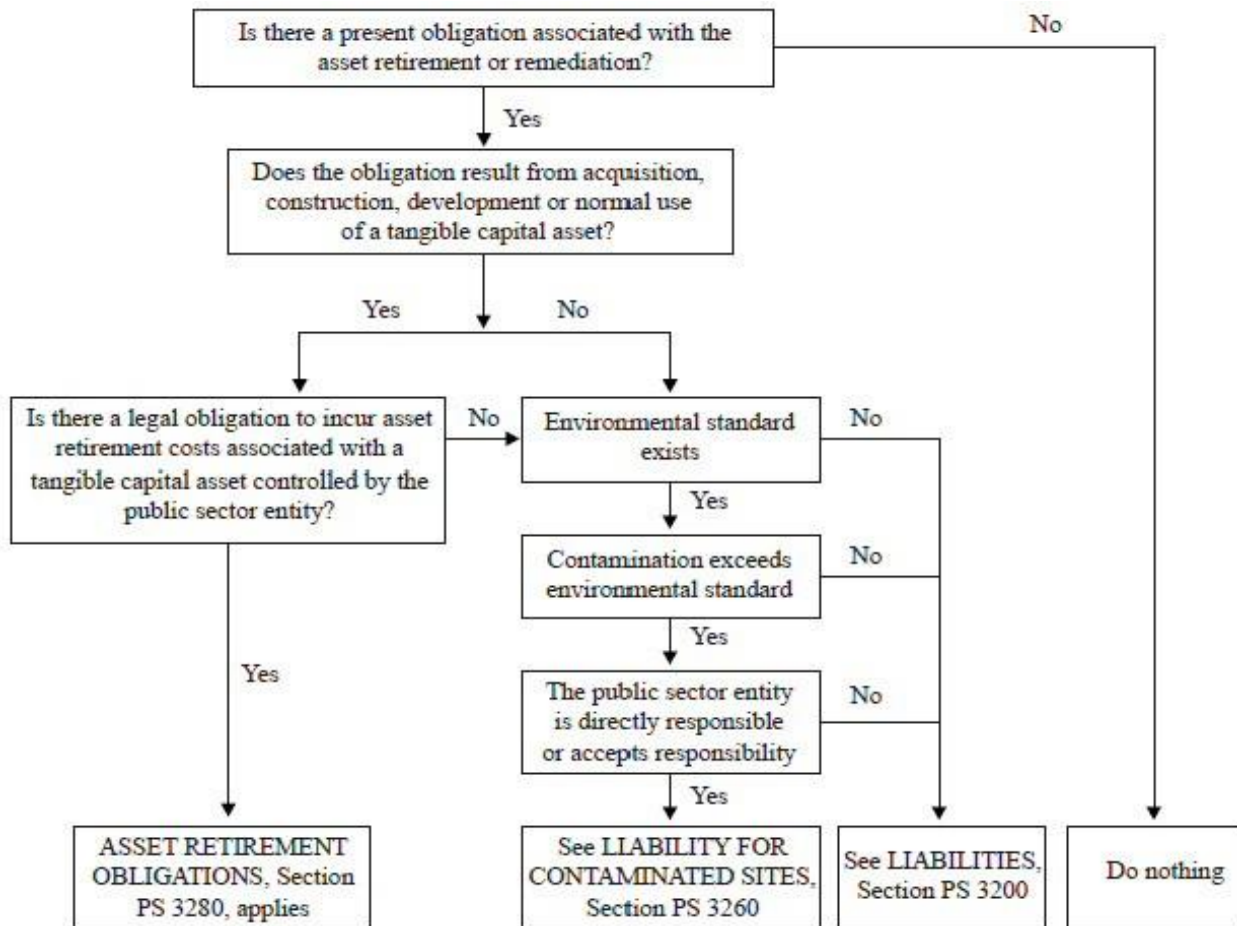 Is there a present obligation associated with the
asset retirement or remediation?
No
Yes
Does the obligation result from acquisition,
construction, development or normal use
of a tangible capital asset?
Yes
No
Is there a legal obligation to incur asset
retirement costs associated with a
tangible capital asset controlled by the
public sector entity?
No
Environmental standard
exists
No
Yes
Contamination exceeds
environmental standard
No
Yes
Yes
The public sector entity
is directly responsible
or accepts responsibility
No
Yes
ASSET RETIREMENT
OBLIGATIONS, Section
PS 3280, applies
See LIABILITY FOR
CONTAMINATED SITES,
Section PS 3260
See LIABILITIES,
Section PS 3200
Do nothing